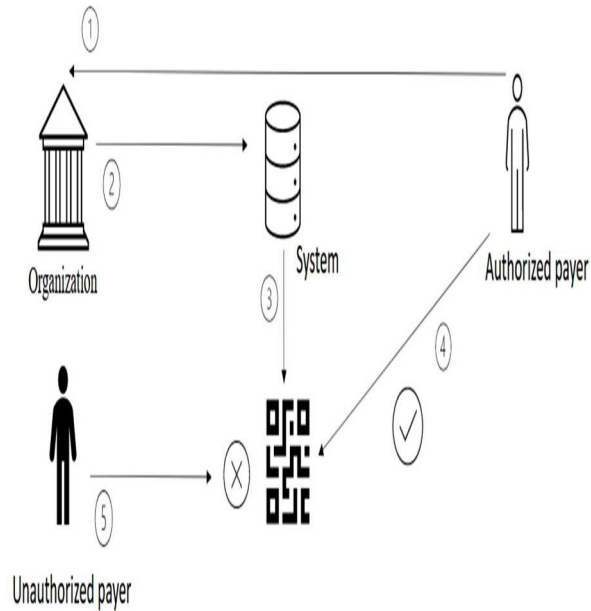 1
2
Organization
System
Authorized payer
3
4
5
Unauthorized payer